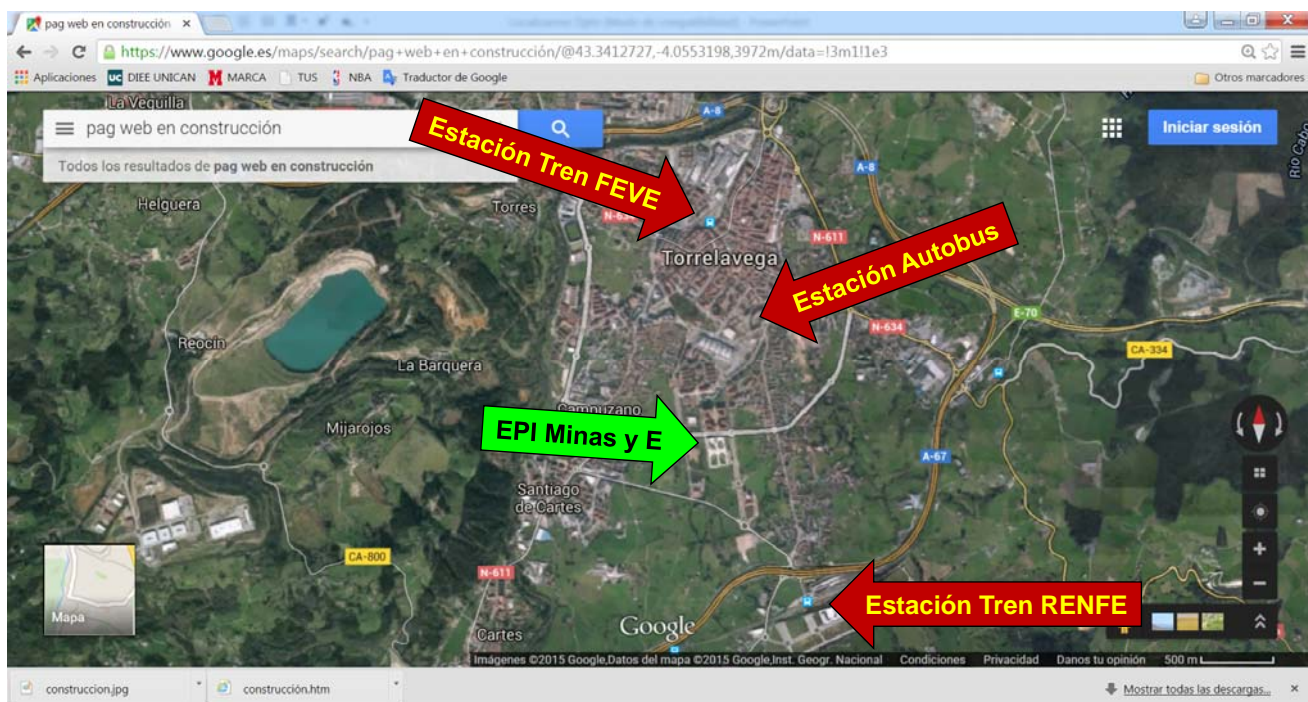 pag web en construcción
https://www.google.es/maps/search/pag+web+en+construcción/@43.3412727,-4.0553198,3972m/data=!3m1!1e3
Aplicaciones UC DIEE UNICAN M MARCA TUS NBA Traductor de Google Otros marcadores
La Veguilla
A-8
pag web en construcción
Iniciar sesión
Todos los resultados de pag web en construcción
Estación Tren FEVE
A-8
Helguera
Torres
N-634
N-611
Torrelavega
Estación Autobus
E-70
N-634
Reocín
CA-334
La Barquera
Campuzano
Mijarojos
EPI Minas y E
A-67
Santiago
de Cartes
CA-800
N-611
Estación Tren RENFE
Mapa
Google
Cartes
Imágenes ©2015 Google,Datos del mapa ©2015 Google,Inst. Geogr. Nacional Condiciones Privacidad Danos tu opinión 500 m
construccion.jpg construcción.htm Mostrar todas las descargas...